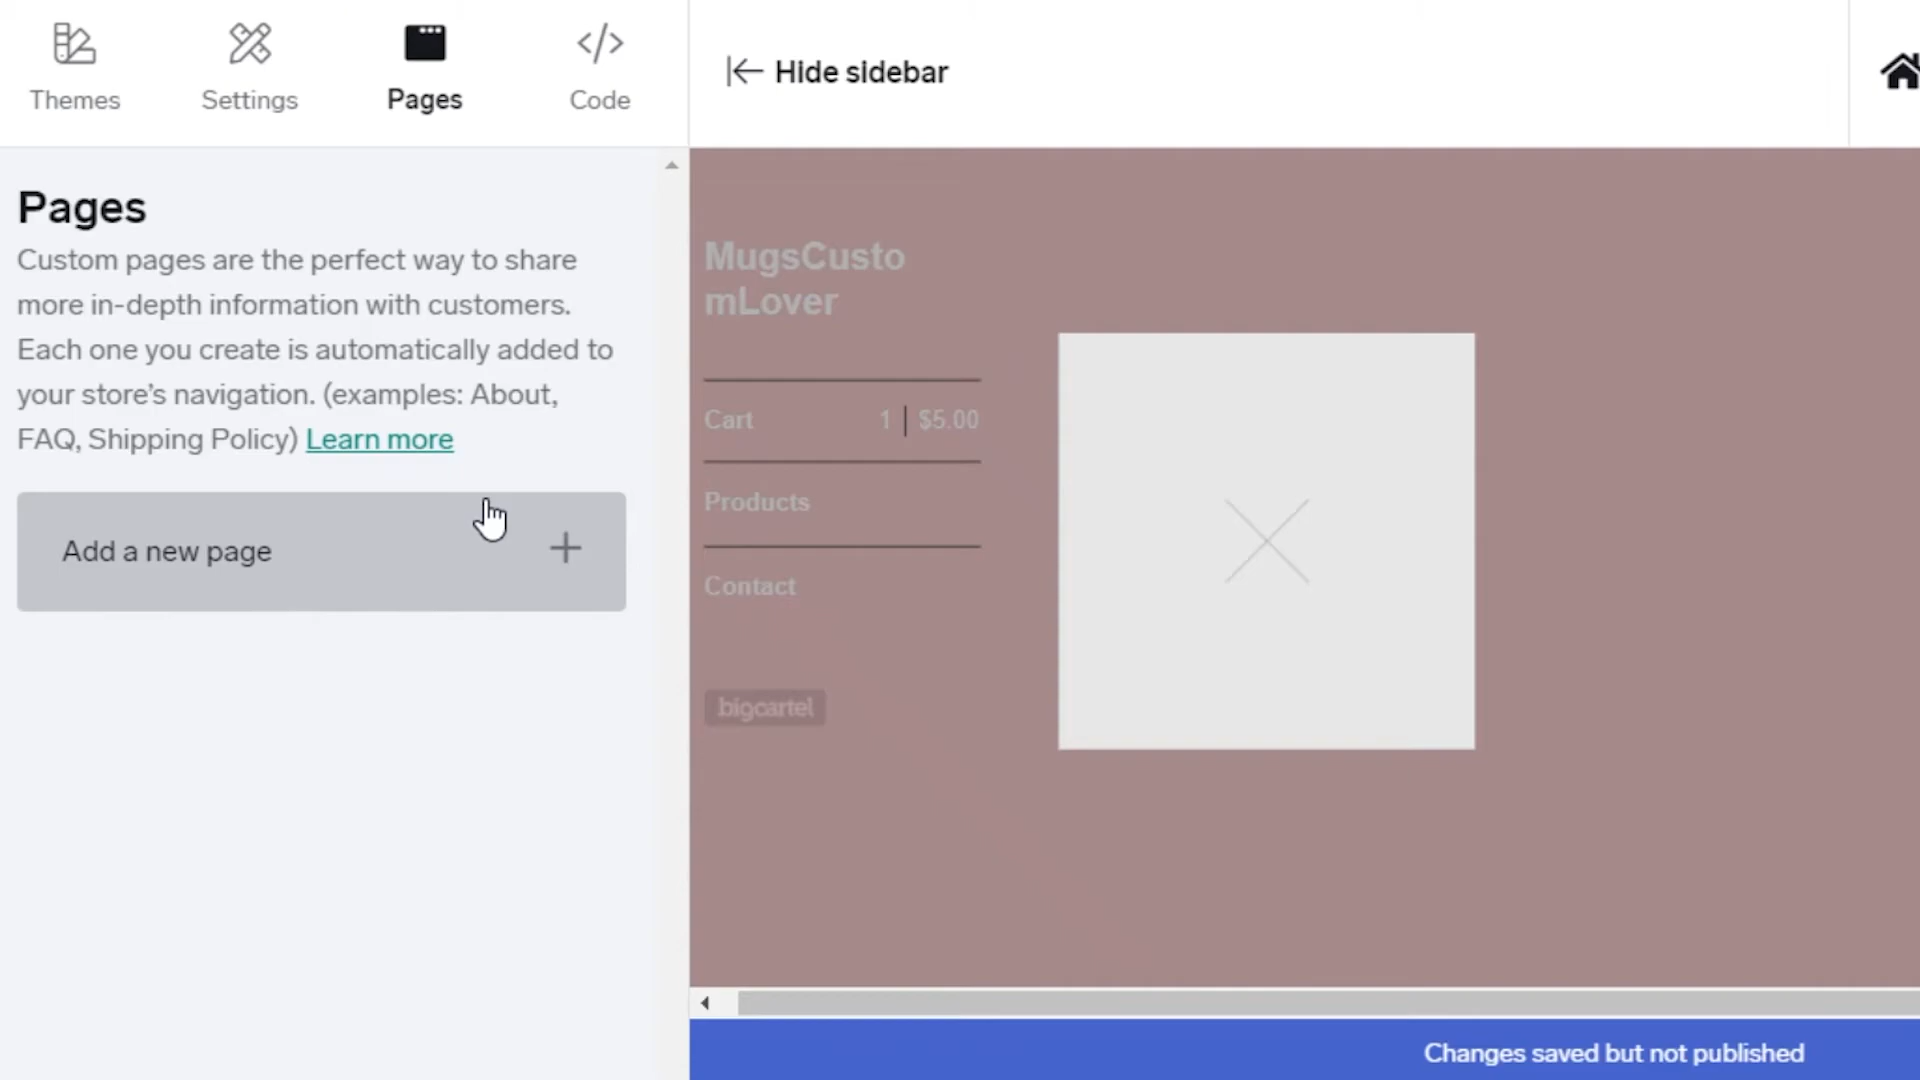 Themes
Settings
Pages
Code
Hide sidebar
Pages
Custom pages are the perfect way to share
more in-depth information with customers.
Each one you create is automatically added to
your store’s navigation. (examples: About,
FAQ, Shipping Policy) Learn more
Add a new page
MugsCusto
mLover
Cart 1 $5.00
Products
Contact
bigcartel
Changes saved but not published